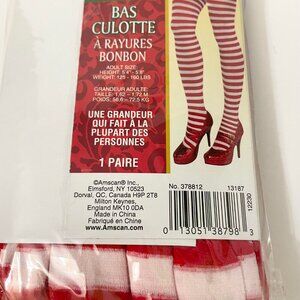 BAS
CULOTTE
À RAYURES
BONBON
ADULT SIZE:
HEIGHT: 5'4"- 5'8"
WEIGHT: 125 - 160 LBS
GRANDEUR ADULTE:
TAILLE: 1,62 – 1,72 M
POIDS: 56,6 – 72,5 KG
UNE GRANDEUR
QUI FAIT À LA
PLUPART DES
PERSONNES
1 PAIRE
©Amscan® Inc.,
Elmsford, NY 10523
Dorval, QC, Canada H9P 2T8
Milton Keynes,
England MK10 0DA
Made in China
Fabriqué en Chine
www.Amscan.com
No. 378812
13187
12230
0 13051 38798 3